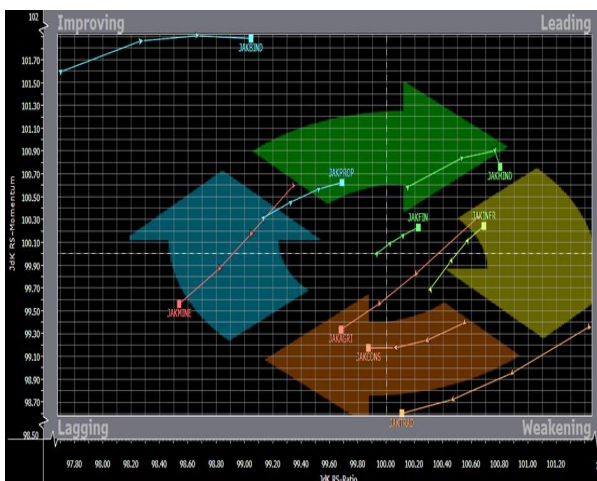 102
Improving
Leading
101.70
101.50
101.30
101.10
100.90
100.70
100.50
100.30
100.10
99.90
99.70
99.50
99.30
99.10
98.90
98.70
98.50
JdK RS-Momentum
JAKBIND
JAKMIND
JAKPROP
JAKFIN
JAKINFR
JAKMINE
JAKAGRI
JAKCONS
JAKTRAD
Lagging
Weakening
97.80 98.00 98.20 98.40 98.60 98.80 99.00 99.20 99.40 99.60 99.80 100.00 100.20 100.40 100.60 100.80 101.00 101.20
JdK RS-Ratio